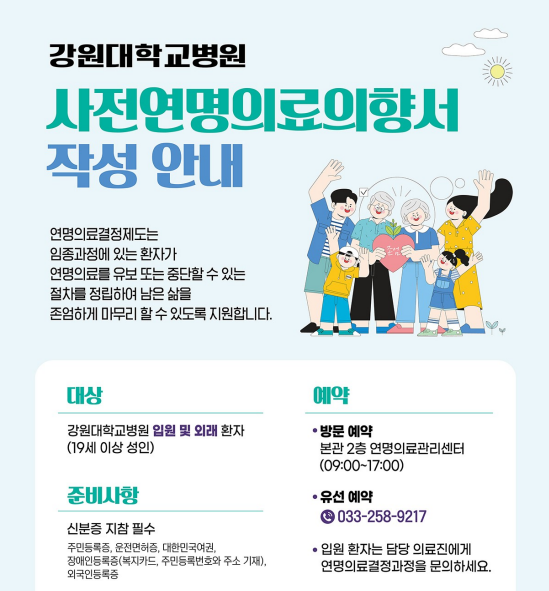 강원대학교병원
사전연명의료의향서
작성 안내
연명의료결정제도는
임종과정에 있는 환자가
연명의료를 유보 또는 중단할 수 있는
절차를 정립하여 남은 삶을
존엄하게 마무리 할 수 있도록 지원합니다.
대상
강원대학교병원 입원 및 외래 환자
(19세 이상 성인)
준비사항
신분증 지참 필수
주민등록증, 운전면허증, 대한민국여권,
장애인등록증(복지카드, 주민등록번호와 주소 기재),
외국인등록증
예약
• 방문 예약
본관 2층 연명의료관리센터
(09:00~17:00)
• 유선 예약
033-258-9217
• 입원 환자는 담당 의료진에게
연명의료결정과정을 문의하세요.